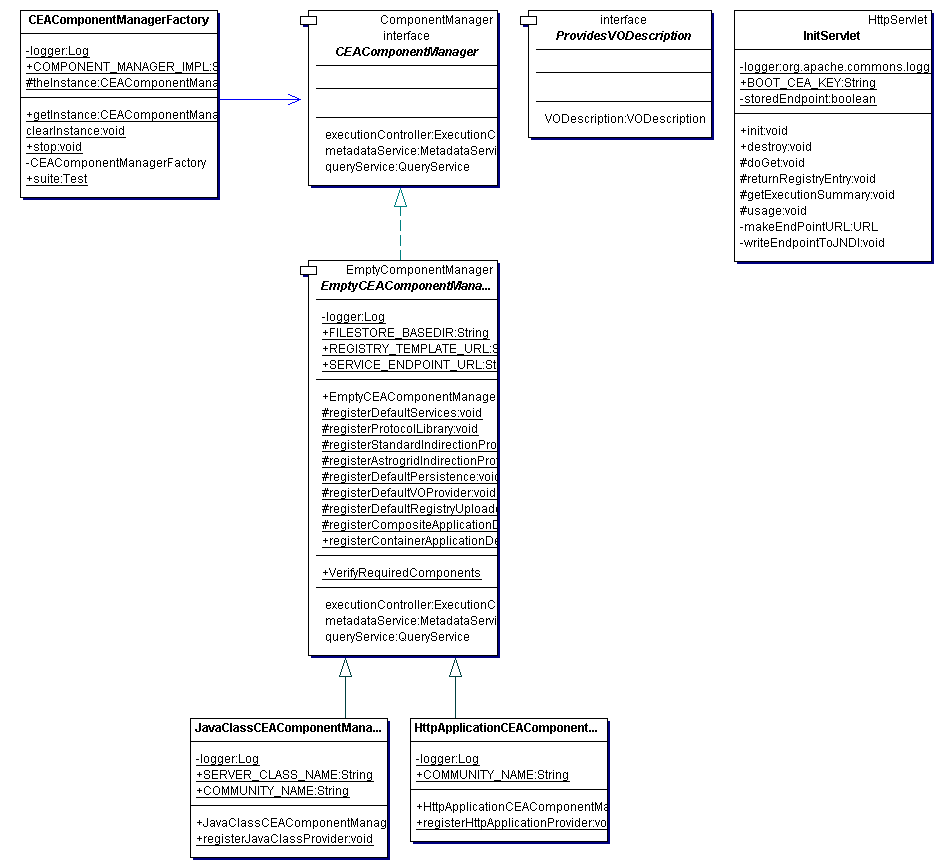 CEAComponentManagerFactory
-logger:Log
+COMPONENT_MANAGER_IMPL:S
#theInstance:CEAComponentMana
+getInstance:CEAComponentMana
clearInstance:void
+stop:void
-CEAComponentManagerFactory
+suite:Test
ComponentManager
interface
CEAComponentManager
executionController:ExecutionC
metadataService:MetadataServi
queryService:QueryService
interface
ProvidesVODescription
VODescription:VODescription
HttpServlet
InitServlet
-logger:org.apache.commons.logg
+BOOT_CEA_KEY:String
-storedEndpoint:boolean
+init:void
+destroy:void
#doGet:void
#returnRegistryEntry:void
#getExecutionSummary:void
#usage:void
-makeEndPointURL:URL
-writeEndpointToJNDI:void
EmptyComponentManager
EmptyCEAComponentMana...
-logger:Log
+FILESTORE_BASEDIR:String
+REGISTRY_TEMPLATE_URL:S
+SERVICE_ENDPOINT_URL:St
+EmptyCEAComponentManage
#registerDefaultServices:void
#registerProtocolLibrary:void
#registerStandardIndirectionPro
#registerAstrogridIndirectionPro
#registerDefaultPersistence:void
#registerDefaultVOProvider:void
#registerDefaultRegistryUploade
#registerCompositeApplicationD
+registerContainerApplicationDe
+VerifyRequiredComponents
executionController:ExecutionC
metadataService:MetadataServi
queryService:QueryService
JavaClassCEAComponentMana...
-logger:Log
+SERVER_CLASS_NAME:String
+COMMUNITY_NAME:String
+JavaClassCEAComponentManag
+registerJavaClassProvider:void
HttpApplicationCEAComponent...
-logger:Log
+COMMUNITY_NAME:String
+HttpApplicationCEAComponentMa
+registerHttpApplicationProvider:vo